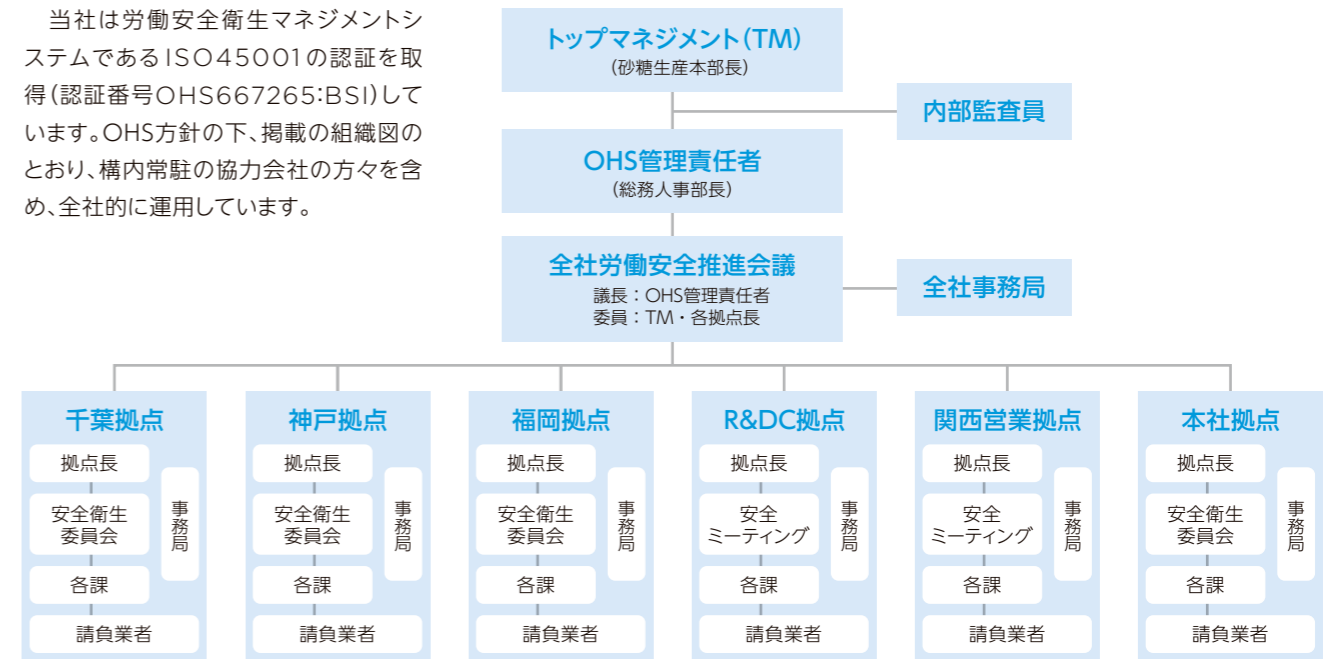 当社は労働安全衛生マネジメントシ
ステムであるISO45001の認証を取
得(認証番号OHS667265:BSI)して
います。OHS方針の下、掲載の組織図の
とおり、構内常駐の協力会社の方々を含
め、全社的に運用しています。
トップマネジメント(TM)
(砂糖生産本部長)
内部監査員
OHS管理責任者
(総務人事部長)
全社労働安全推進会議
議長:OHS管理責任者
委員:TM・各拠点長
全社事務局
千葉拠点
拠点長
安全衛生
委員会
各課
請負業者
事務局
神戸拠点
拠点長
安全衛生
委員会
各課
請負業者
事務局
福岡拠点
拠点長
安全衛生
委員会
各課
請負業者
事務局
R&DC拠点
拠点長
安全
ミーティング
各課
請負業者
事務局
関西営業拠点
拠点長
安全
ミーティング
各課
請負業者
事務局
本社拠点
拠点長
安全衛生
委員会
各課
請負業者
事務局